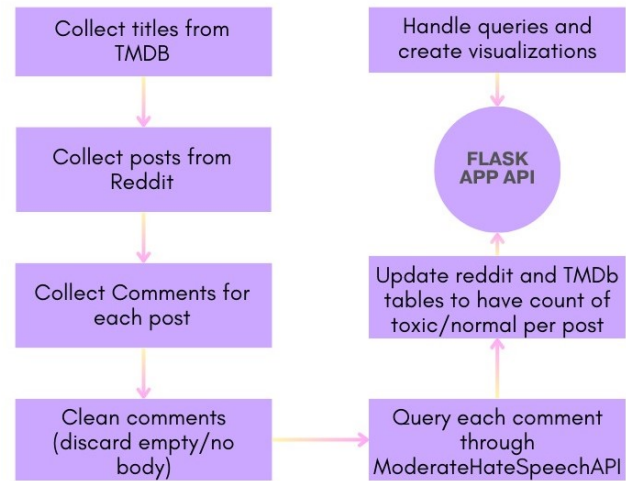 Collect titles from
TMDB
Collect posts from
Reddit
Collect Comments for
each post
Clean comments
(discard empty/no
body)
Query each comment
through
ModerateHateSpeechAPI
Update reddit and TMDb
tables to have count of
toxic/normal per post
FLASK
APP API
Handle queries and
create visualizations